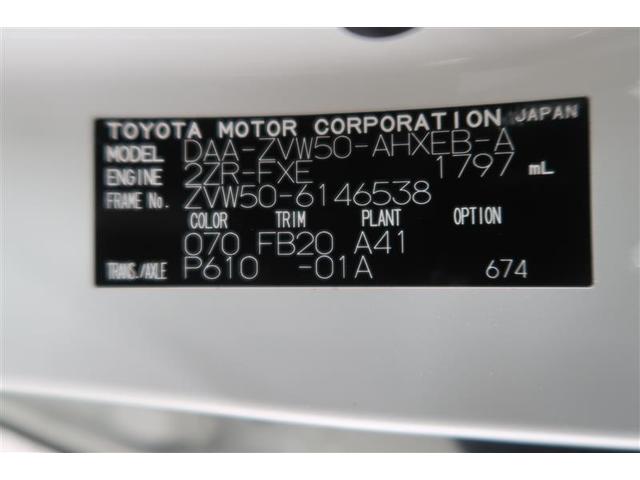 TOYOTA MOTOR CORPORATION JAPAN
MODEL DAA-ZVW50-AHXEB-A
ENGINE 2ZR-FXE 1797 mL
FRAME No. ZVW50-6146538
COLOR TRIM PLANT OPTION
070 FB20 A41
TRANS./AXLE P610 -01A 674